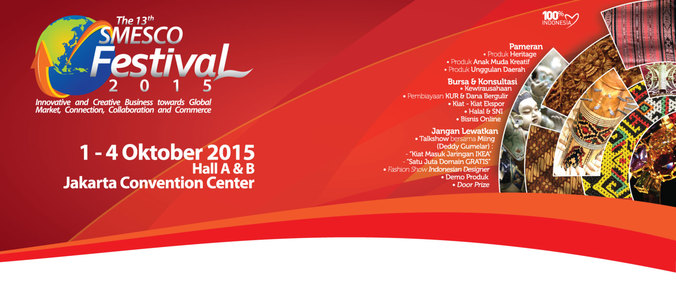 The 13th
SMESCO
Festival
2015
Innovative and Creative Business towards Global
Market, Connection, Collaboration and Commerce
1 - 4 Oktober 2015
Hall A & B
Jakarta Convention Center
100%
INDONESIA
Pameran
• Produk Heritage
• Produk Anak Muda Kreatif
• Produk Unggulan Daerah
Bursa & Konsultasi
• Kewirausahaan
• Pembiayaan KUR & Dana Bergulir
• Kiat - Kiat Ekspor
• Halal & SNI
• Bisnis Online
Jangan Lewatkan
• Talkshow bersama Miing
(Deddy Gumelar) :
- "Kiat Masuk Jaringan IKEA"
- "Satu Juta Domain GRATIS"
• Fashion Show Indonesian Designer
• Demo Produk
• Door Prize